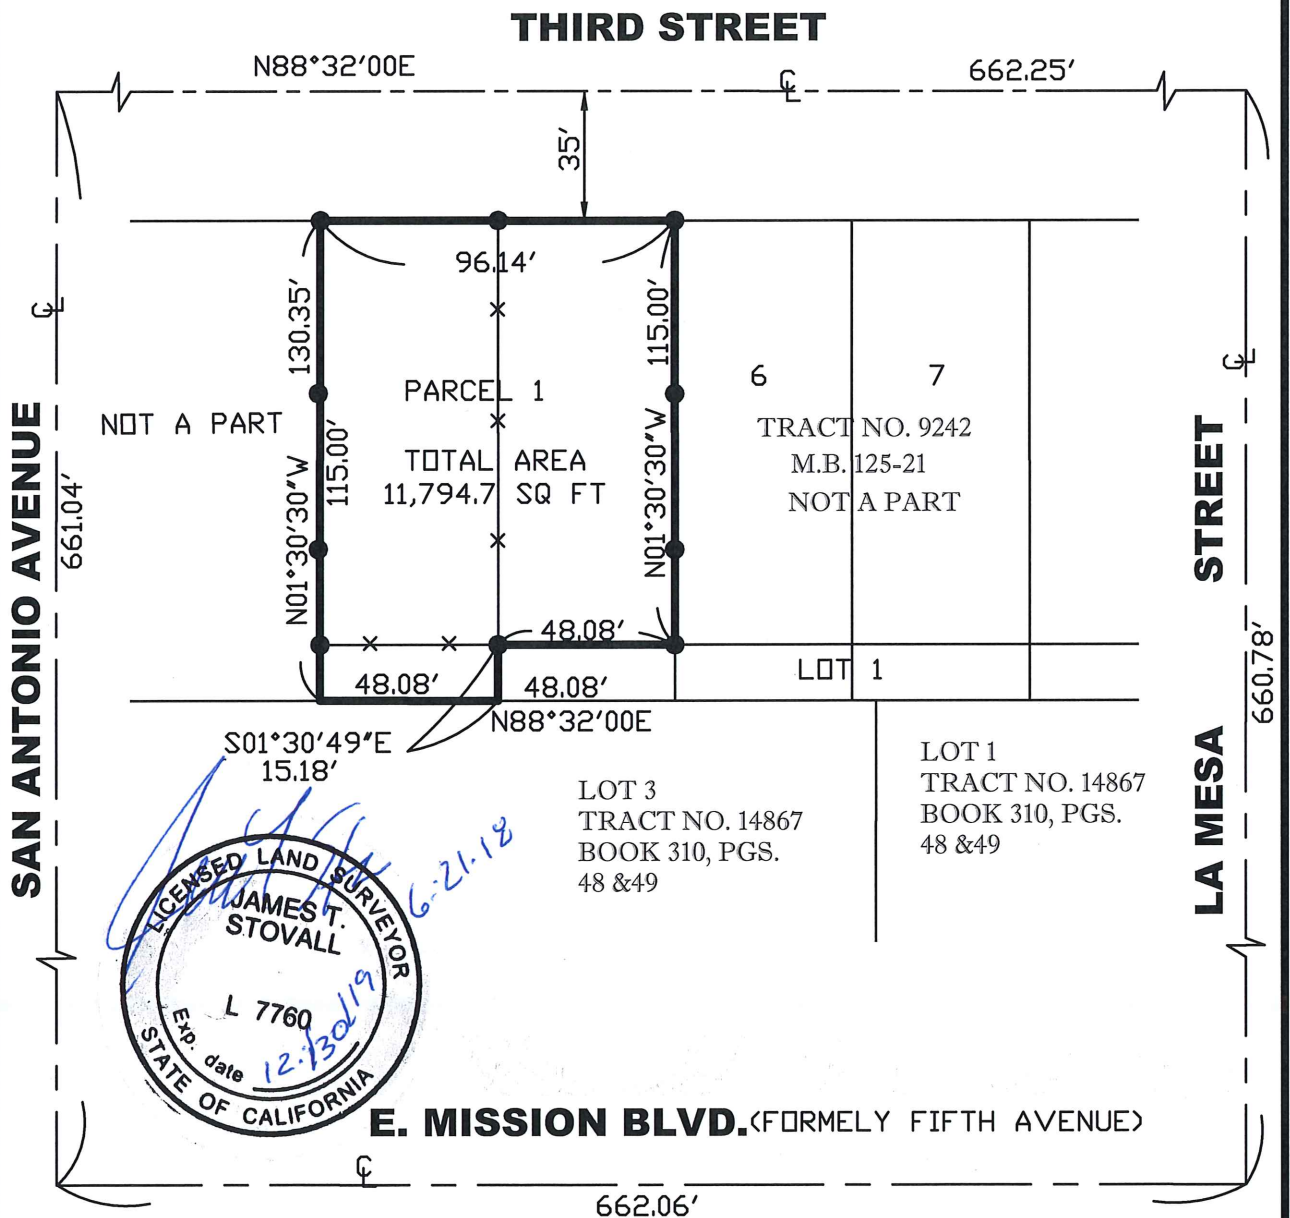 THIRD STREET
N88°32'00E
662.25'
35'
96.14'
130.35'
115.00'
N01°30'30"W
115.00'
N01°30'30"W
PARCEL 1
TOTAL AREA
11,794.7 SQ FT
NOT A PART
6
7
TRACT NO. 9242
M.B. 125-21
NOT A PART
SAN ANTONIO AVENUE
661.04'
LA MESA STREET
660.78'
48.08'
LOT 1
48.08'
48.08'
N88°32'00E
S01°30'49"E
15.18'
LOT 3
TRACT NO. 14867
BOOK 310, PGS.
48 &49
LOT 1
TRACT NO. 14867
BOOK 310, PGS.
48 &49
6-21-18
LICENSED LAND SURVEYOR
JAMES T.
STOVALL
L 7760
Exp. date 12/30/19
STATE OF CALIFORNIA
E. MISSION BLVD.(FORMELY FIFTH AVENUE)
662.06'